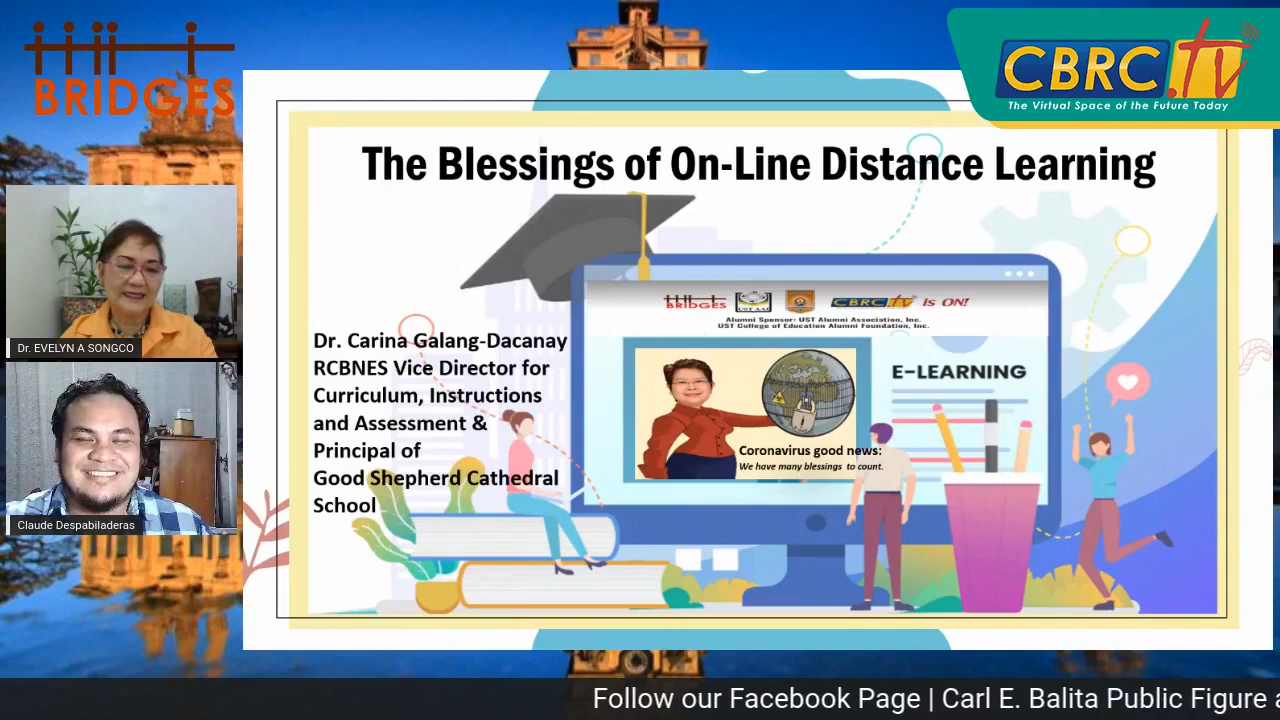 BRIDGES
CBRC.tv
The Virtual Space of the Future Today
The Blessings of On-Line Distance Learning
Dr. EVELYN A SONGCO
Claude Despabiladeras
Dr. Carina Galang-Dacanay
RCBNES Vice Director for
Curriculum, Instructions
and Assessment &
Principal of
Good Shepherd Cathedral
School
BRIDGES UST AAI CBRC.tv IS ON!
Alumni Sponsor: UST Alumni Association, Inc.
UST College of Education Alumni Foundation, Inc.
E-LEARNING
Coronavirus good news:
We have many blessings to count.
Follow our Facebook Page | Carl E. Balita Public Figure a